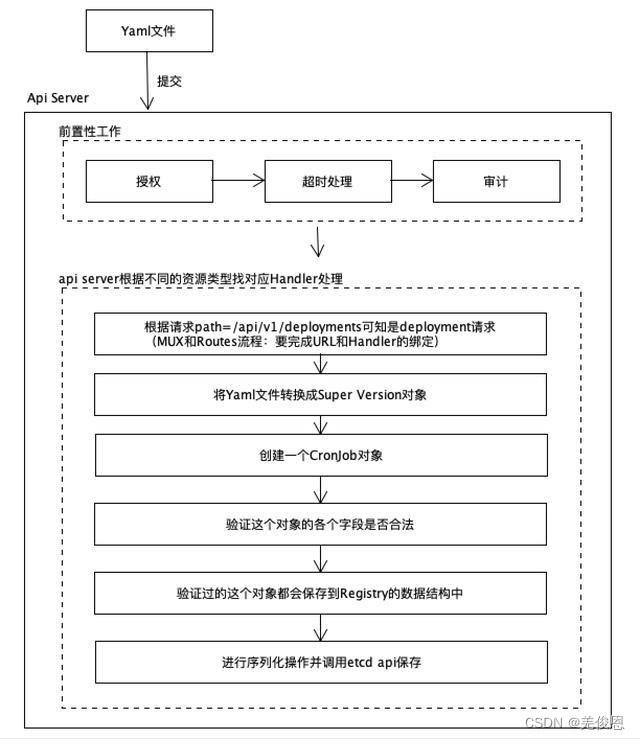 Yaml文件
提交
Api Server
前置性工作
授权
超时处理
审计
api server根据不同的资源类型找对应Handler处理
根据请求path=/api/v1/deployments可知是deployment请求
（MUX和Routes流程：要完成URL和Handler的绑定）
将Yaml文件转换成Super Version对象
创建一个CronJob对象
验证这个对象的各个字段是否合法
验证过的这个对象都会保存到Registry的数据结构中
进行序列化操作并调用etcd api保存
CSDN @羌俊恩